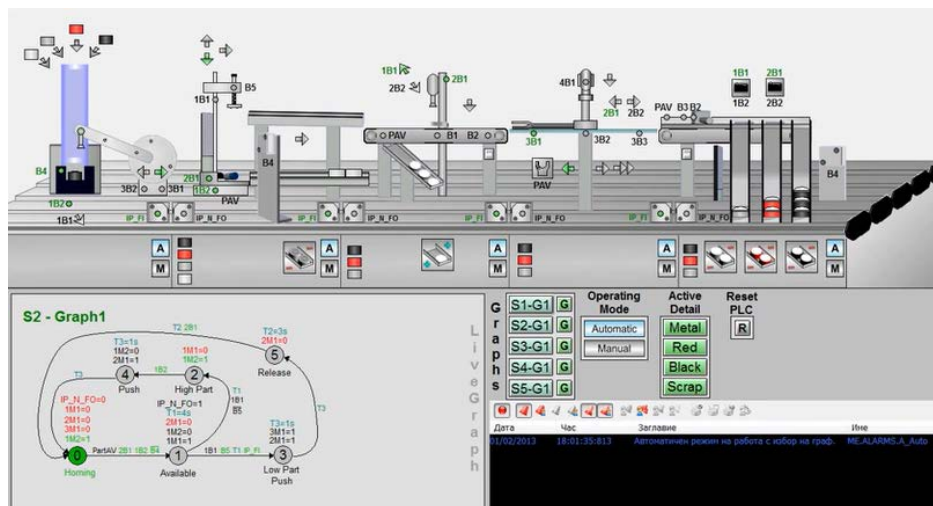 1B1
2B1
B5
1B1
1B1
2B2
2B1
4B1
2B1
2B2
PAV
B3
B2
1B2
2B2
B4
B4
B4
PAV
B1
B2
3B1
3B2
3B3
3B2
3B1
2B1
1B2
PAV
PAV
1B2
1B1
IP_FI
IP_N_FO
IP_FI
IP_N_FO
IP_FI
IP_N_FO
IP_FI
IP_N_FO
A
A
A
A
A
M
M
M
M
M
S2 - Graph1
LiveGraph
T2 2B1
T2=3s
2M1=0
5
Release
T3=1s
1M2=0
2M1=1
4
Push
T3
1B2
1M1=0
1M2=1
2
High Part
T1
1B1
B5
IP_N_FO=0
1M1=0
2M1=0
3M1=0
1M2=1
0
Homing
PartAV 2B1 1B2 B4
IP_N_FO=1
T1=4s
2M1=0
1M2=0
1M1=1
1
Available
1B1 B5 T1 IP_FI
T3=1s
3M1=1
2M1=1
3
Low Part
Push
T3
Graphs
S1-G1 G
S2-G1 G
S3-G1 G
S4-G1 G
S5-G1 G
Operating
Mode
Automatic
Manual
Active
Detail
Metal
Red
Black
Scrap
Reset
PLC
R
Дата Час Заглавие Име
01/02/2013 18:01:35:813 Автоматичен режим на работа с избор на граф. ME.ALARMS.A_Auto